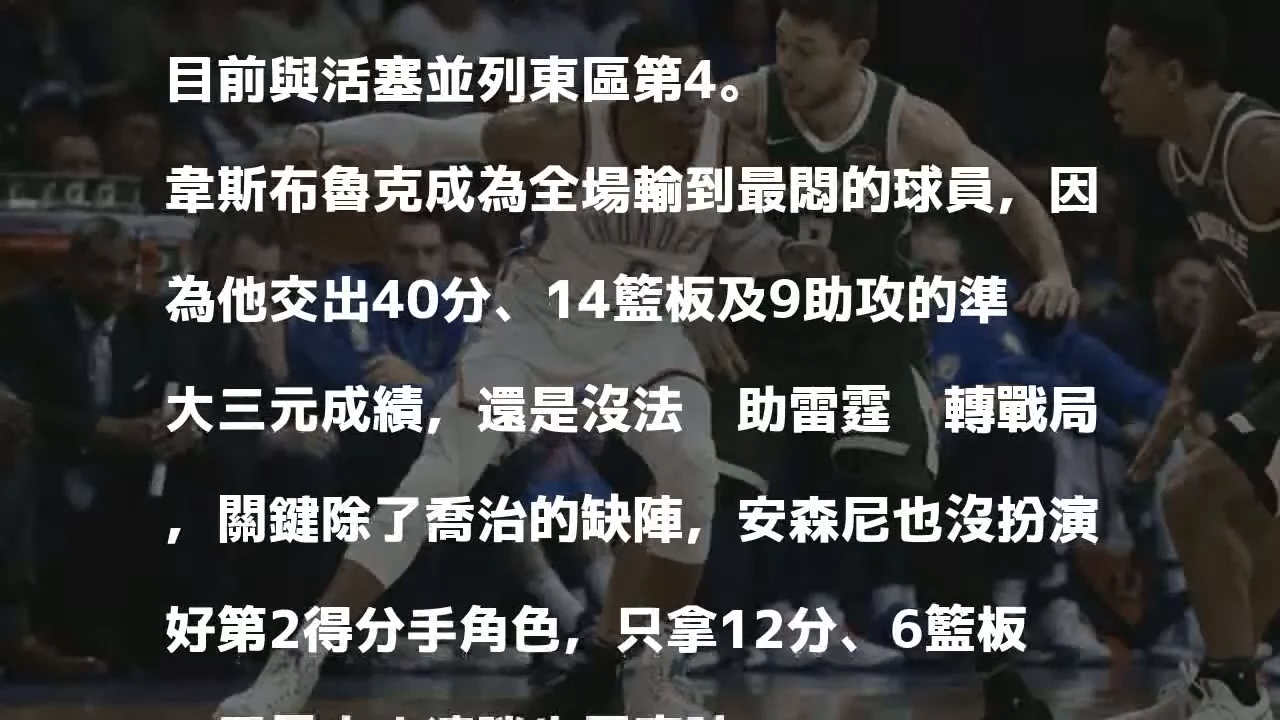 目前與活塞並列東區第4。
韋斯布魯克成為全場輸到最悶的球員，因
為他交出40分、14籃板及9助攻的準
大三元成績，還是沒法　助雷霆　轉戰局
，關鍵除了喬治的缺陣，安森尼也沒扮演
好第2得分手角色，只拿12分、6籃板